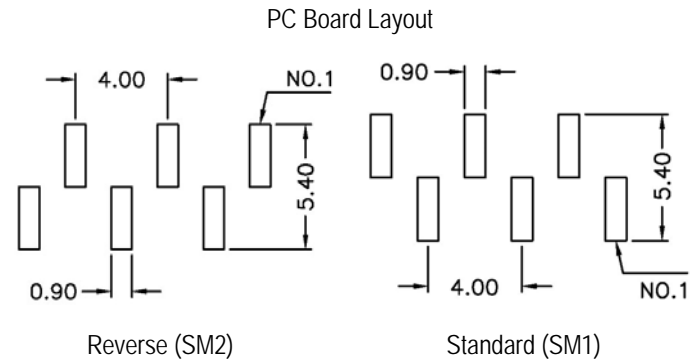 PC Board Layout
4.00
NO.1
5.40
0.90
Reverse (SM2)
0.90
5.40
4.00
NO.1
Standard (SM1)